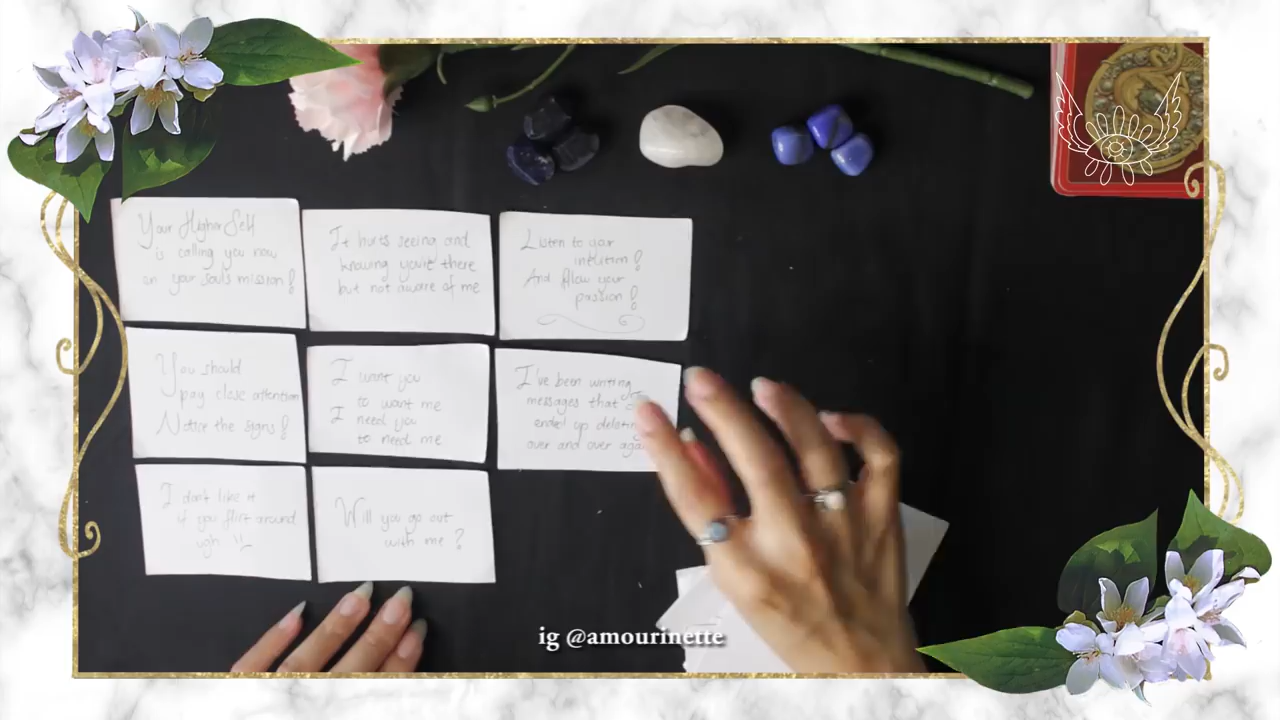 Your Higher Self
is calling you now
on your souls mission!
It hurts seeing and
knowing you're there
but not aware of me
Listen to your
intuition!
And follow your
passion!
You should
pay close attention
Notice the signs!
I want you
to want me
I need you
to need me
I've been writing
messages that
ended up deleting
over and over again
I don't like it
if you flirt around
ugh
Will you go out
with me?
ig @amourinette